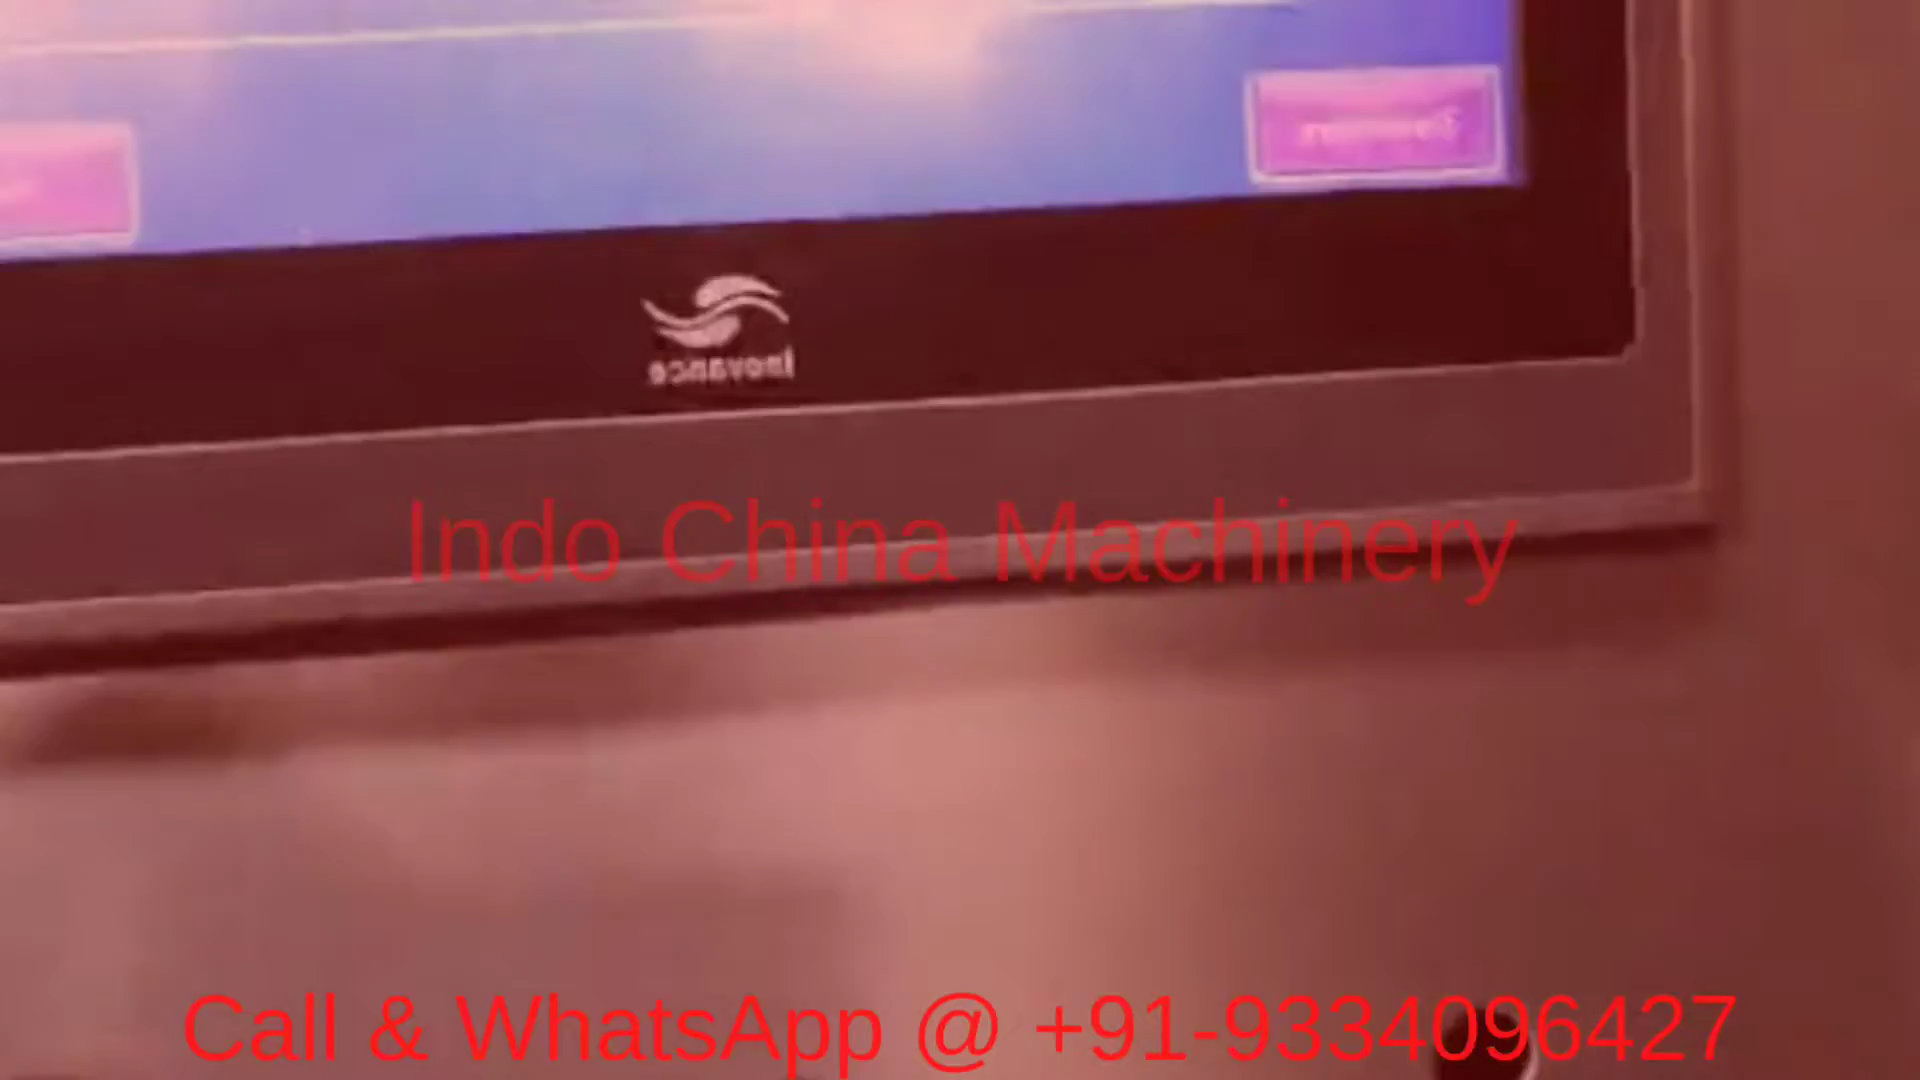 Inovance
Indo China Machinery
Call & WhatsApp @ +91-9334096427